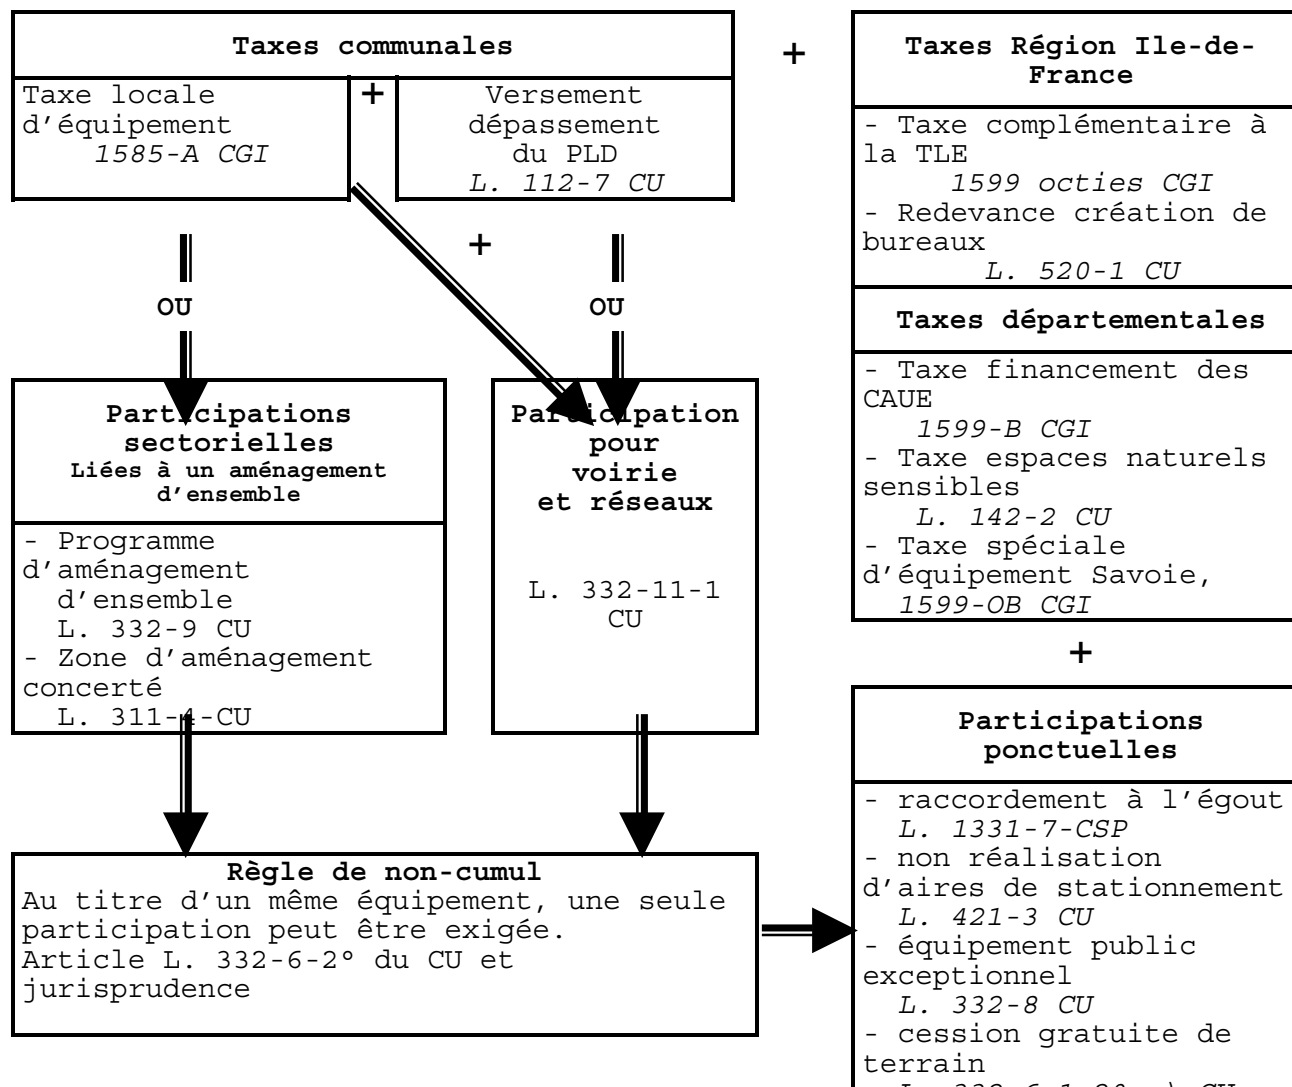 Taxes communales
+
Taxe locale
d'équipement
1585-A CGI
+
Versement
dépassement
du PLD
L. 112-7 CU
+
OU
OU
Participations
sectorielles
Liées à un aménagement
d'ensemble
- Programme
d'aménagement
d'ensemble
L. 332-9 CU
- Zone d'aménagement
concerté
L. 311-4-CU
Participation
pour
voirie
et réseaux
L. 332-11-1
CU
Règle de non-cumul
Au titre d'un même équipement, une seule
participation peut être exigée.
Article L. 332-6-2° du CU et
jurisprudence
Taxes Région Ile-de-
France
- Taxe complémentaire à
la TLE
1599 octies CGI
- Redevance création de
bureaux
L. 520-1 CU
Taxes départementales
- Taxe financement des
CAUE
1599-B CGI
- Taxe espaces naturels
sensibles
L. 142-2 CU
- Taxe spéciale
d'équipement Savoie,
1599-OB CGI
+
Participations
ponctuelles
- raccordement à l'égout
L. 1331-7-CSP
- non réalisation
d'aires de stationnement
L. 421-3 CU
- équipement public
exceptionnel
L. 332-8 CU
- cession gratuite de
terrain